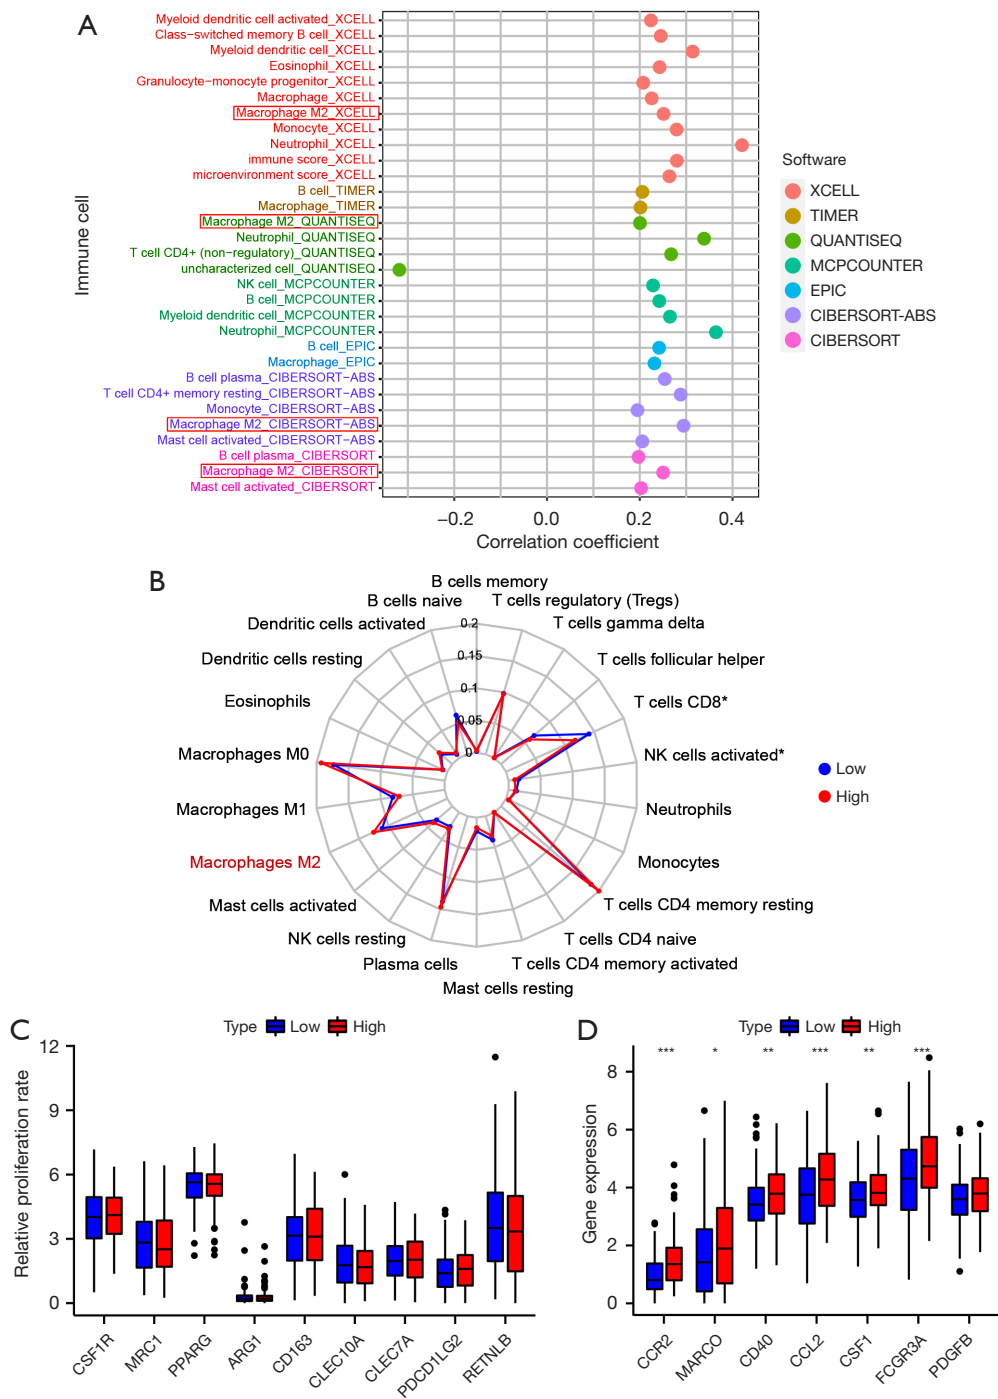 A
Myeloid dendritic cell activated_XCELL
Class−switched memory B cell_XCELL
Myeloid dendritic cell_XCELL
Eosinophil_XCELL
Granulocyte−monocyte progenitor_XCELL
Macrophage_XCELL
Macrophage M2_XCELL
Monocyte_XCELL
Neutrophil_XCELL
immune score_XCELL
microenvironment score_XCELL
B cell_TIMER
Macrophage_TIMER
Macrophage M2_QUANTISEQ
Neutrophil_QUANTISEQ
T cell CD4+ (non-regulatory)_QUANTISEQ
uncharacterized cell_QUANTISEQ
NK cell_MCPCOUNTER
B cell_MCPCOUNTER
Myeloid dendritic cell_MCPCOUNTER
Neutrophil_MCPCOUNTER
B cell_EPIC
Macrophage_EPIC
B cell plasma_CIBERSORT−ABS
T cell CD4+ memory resting_CIBERSORT−ABS
Monocyte_CIBERSORT−ABS
Macrophage M2_CIBERSORT−ABS
Mast cell activated_CIBERSORT−ABS
B cell plasma_CIBERSORT
Macrophage M2_CIBERSORT
Mast cell activated_CIBERSORT
Immune cell
−0.2 0.0 0.2 0.4
Correlation coefficient
Software
XCELL
TIMER
QUANTISEQ
MCPCOUNTER
EPIC
CIBERSORT-ABS
CIBERSORT
B
B cells memory
B cells naive
T cells regulatory (Tregs)
Dendritic cells activated
T cells gamma delta
Dendritic cells resting
T cells follicular helper
Eosinophils
T cells CD8*
Macrophages M0
NK cells activated*
Macrophages M1
Neutrophils
Macrophages M2
Monocytes
Mast cells activated
T cells CD4 memory resting
NK cells resting
T cells CD4 naive
Plasma cells
T cells CD4 memory activated
Mast cells resting
0.2
0.15
0.1
0.05
0
Low
High
C
Type Low High
Relative proliferation rate
12
9
6
3
0
CSF1R MRC1 PPARG ARG1 CD163 CLEC10A CLEC7A PDCD1LG2 RETNLB
D
Type Low High
*** * ** *** ** ***
Gene expression
8
6
4
2
0
CCR2 MARCO CD40 CCL2 CSF1 FCGR3A PDGFB